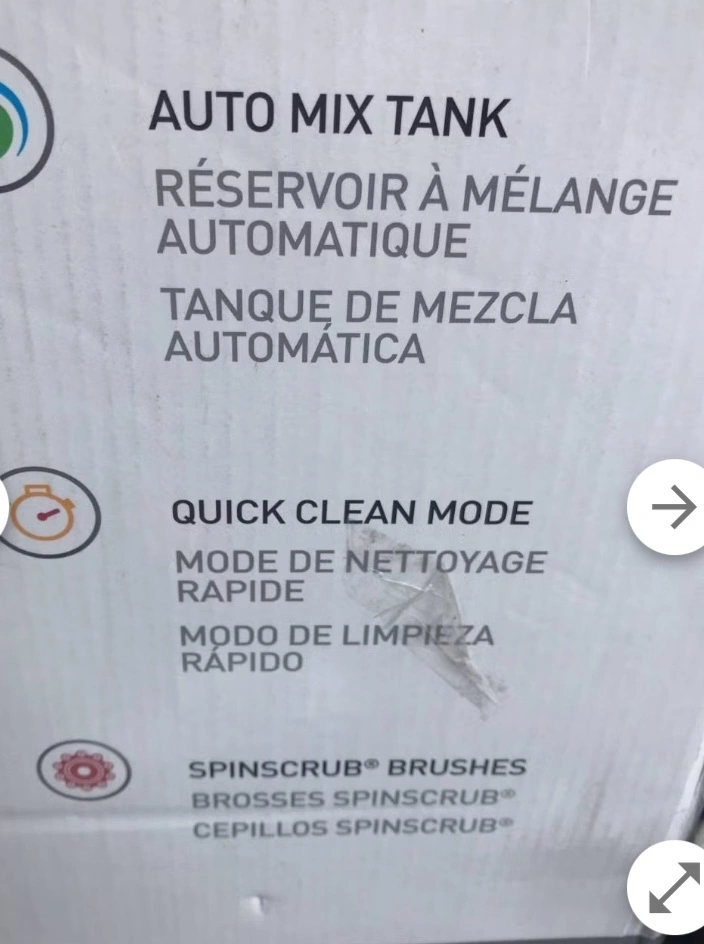 AUTO MIX TANK
RÉSERVOIR À MÉLANGE
AUTOMATIQUE
TANQUE DE MEZCLA
AUTOMÁTICA
QUICK CLEAN MODE
MODE DE NETTOYAGE
RAPIDE
MODO DE LIMPIEZA
RÁPIDO
SPINSCRUB® BRUSHES
BROSSES SPINSCRUB®
CEPILLOS SPINSCRUB®